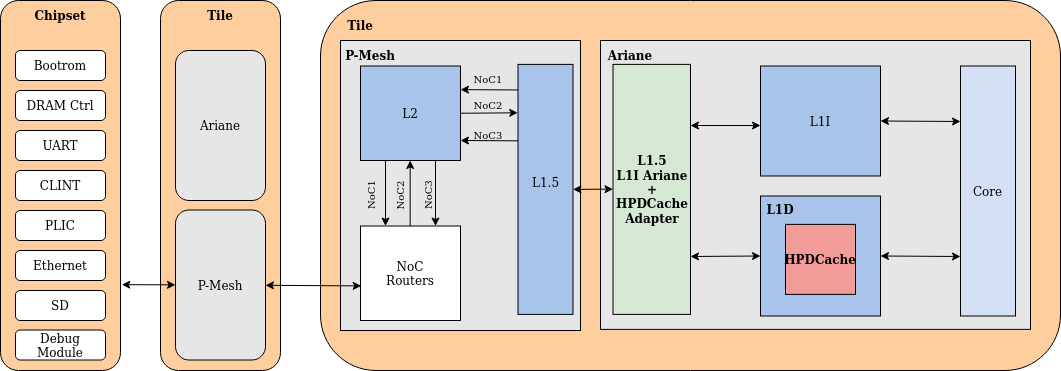 Chipset
Bootrom
DRAM Ctrl
UART
CLINT
PLIC
Ethernet
SD
Debug
Module
Tile
Ariane
P-Mesh
Tile
P-Mesh
L2
NoC1
NoC2
NoC3
NoC1
NoC2
NoC3
NoC
Routers
L1.5
Ariane
L1.5
L1I Ariane
+
HPDCache
Adapter
L1I
L1D
HPDCache
Core